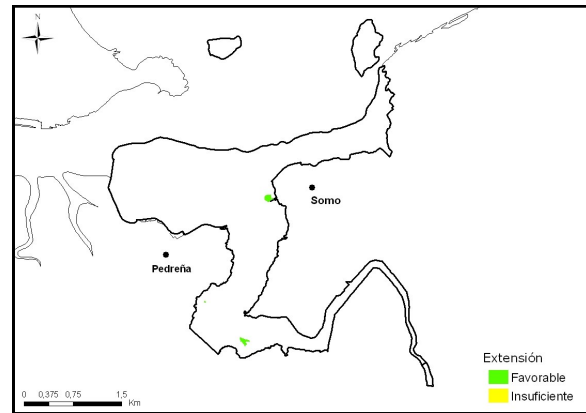 N
Somo
Pedreña
Extensión
Favorable
Insuficiente
0 0,375 0,75 1,5
Km